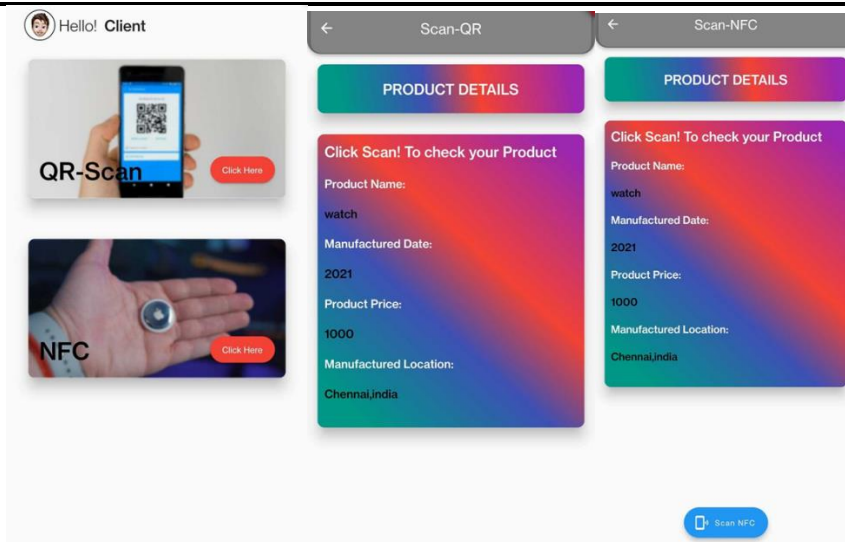 Hello! Client
QR-Scan
Click Here
NFC
Click Here
Scan-QR
PRODUCT DETAILS
Click Scan! To check your Product
Product Name:
watch
Manufactured Date:
2021
Product Price:
1000
Manufactured Location:
Chennai,india
Scan-NFC
PRODUCT DETAILS
Click Scan! To check your Product
Product Name:
watch
Manufactured Date:
2021
Product Price:
1000
Manufactured Location:
Chennai,india
Scan NFC